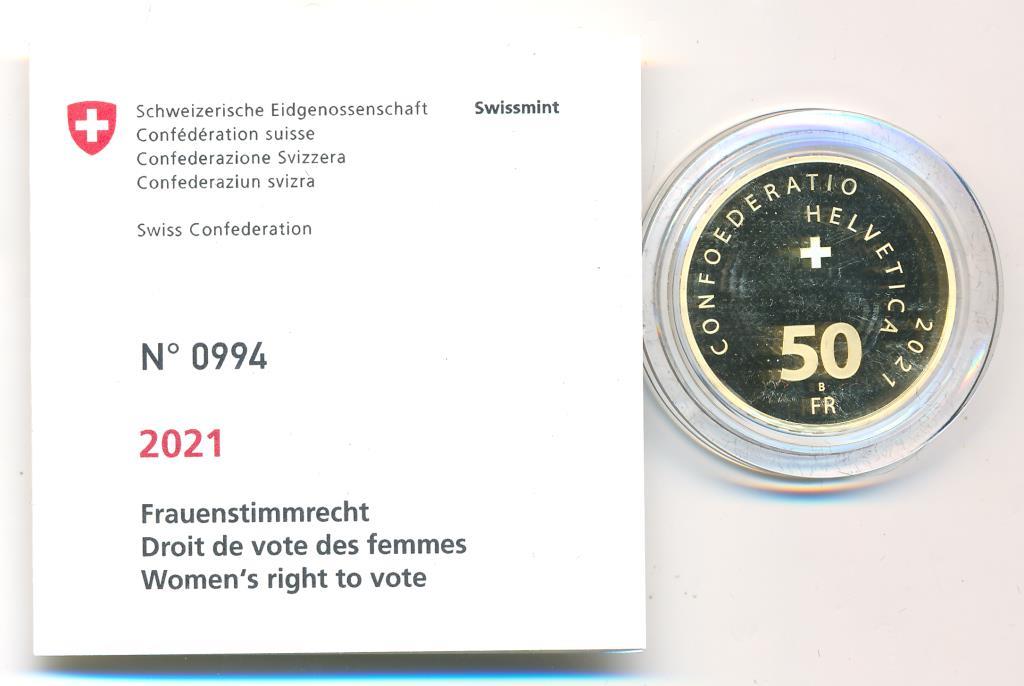 Schweizerische Eidgenossenschaft
Confédération suisse
Confederazione Svizzera
Confederaziun svizra
Swiss Confederation
Swissmint
N° 0994
2021
Frauenstimmrecht
Droit de vote des femmes
Women's right to vote
CONFOEDERATIO
HELVETICA 2021
50
B
FR